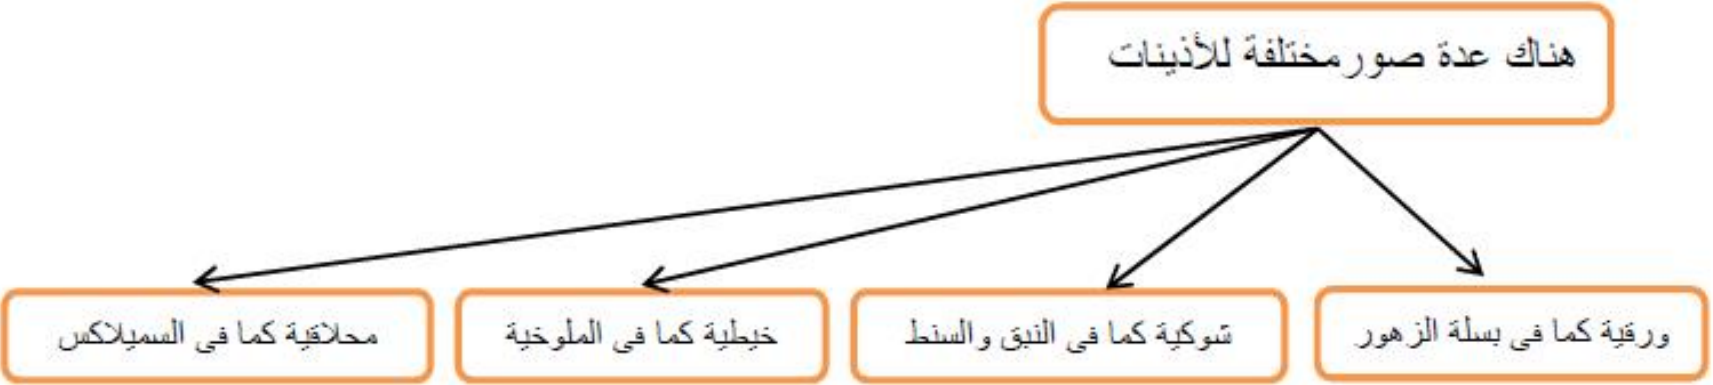 هناك عدة صور مختلفة للأذينات
ورقية كما فى بسلة الزهور
شوكية كما فى النبق والسنط
خيطية كما فى الملوخية
محلاقية كما فى السميلاكس